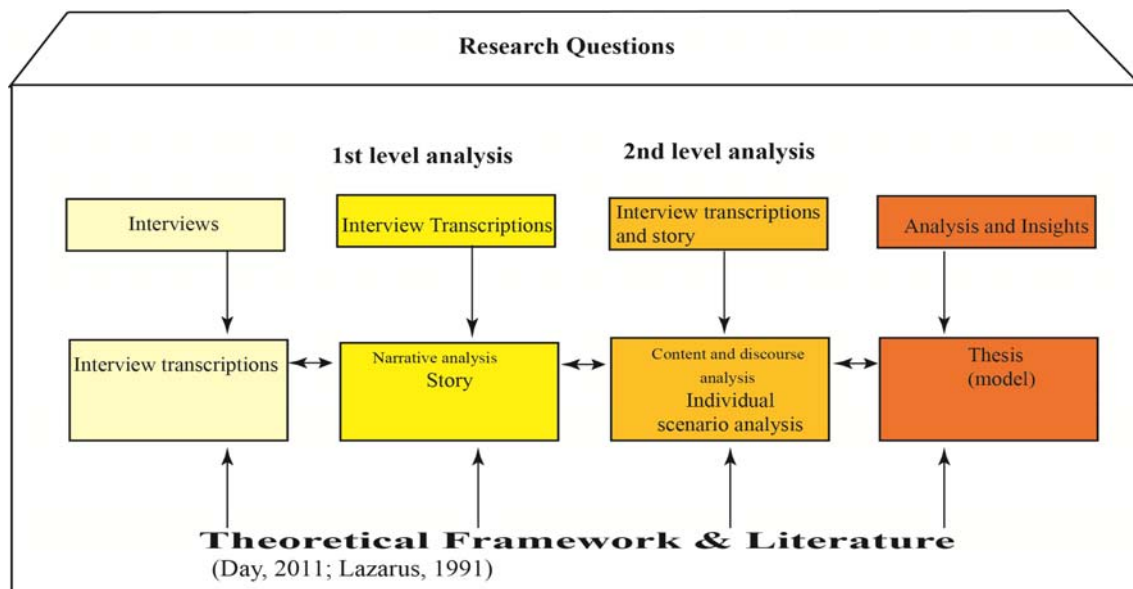 Research Questions
1st level analysis
2nd level analysis
Interviews
Interview Transcriptions
Interview transcriptions
and story
Analysis and Insights
Interview transcriptions
Narrative analysis
Story
Content and discourse
analysis
Individual
scenario analysis
Thesis
(model)
Theoretical Framework & Literature
(Day, 2011; Lazarus, 1991)